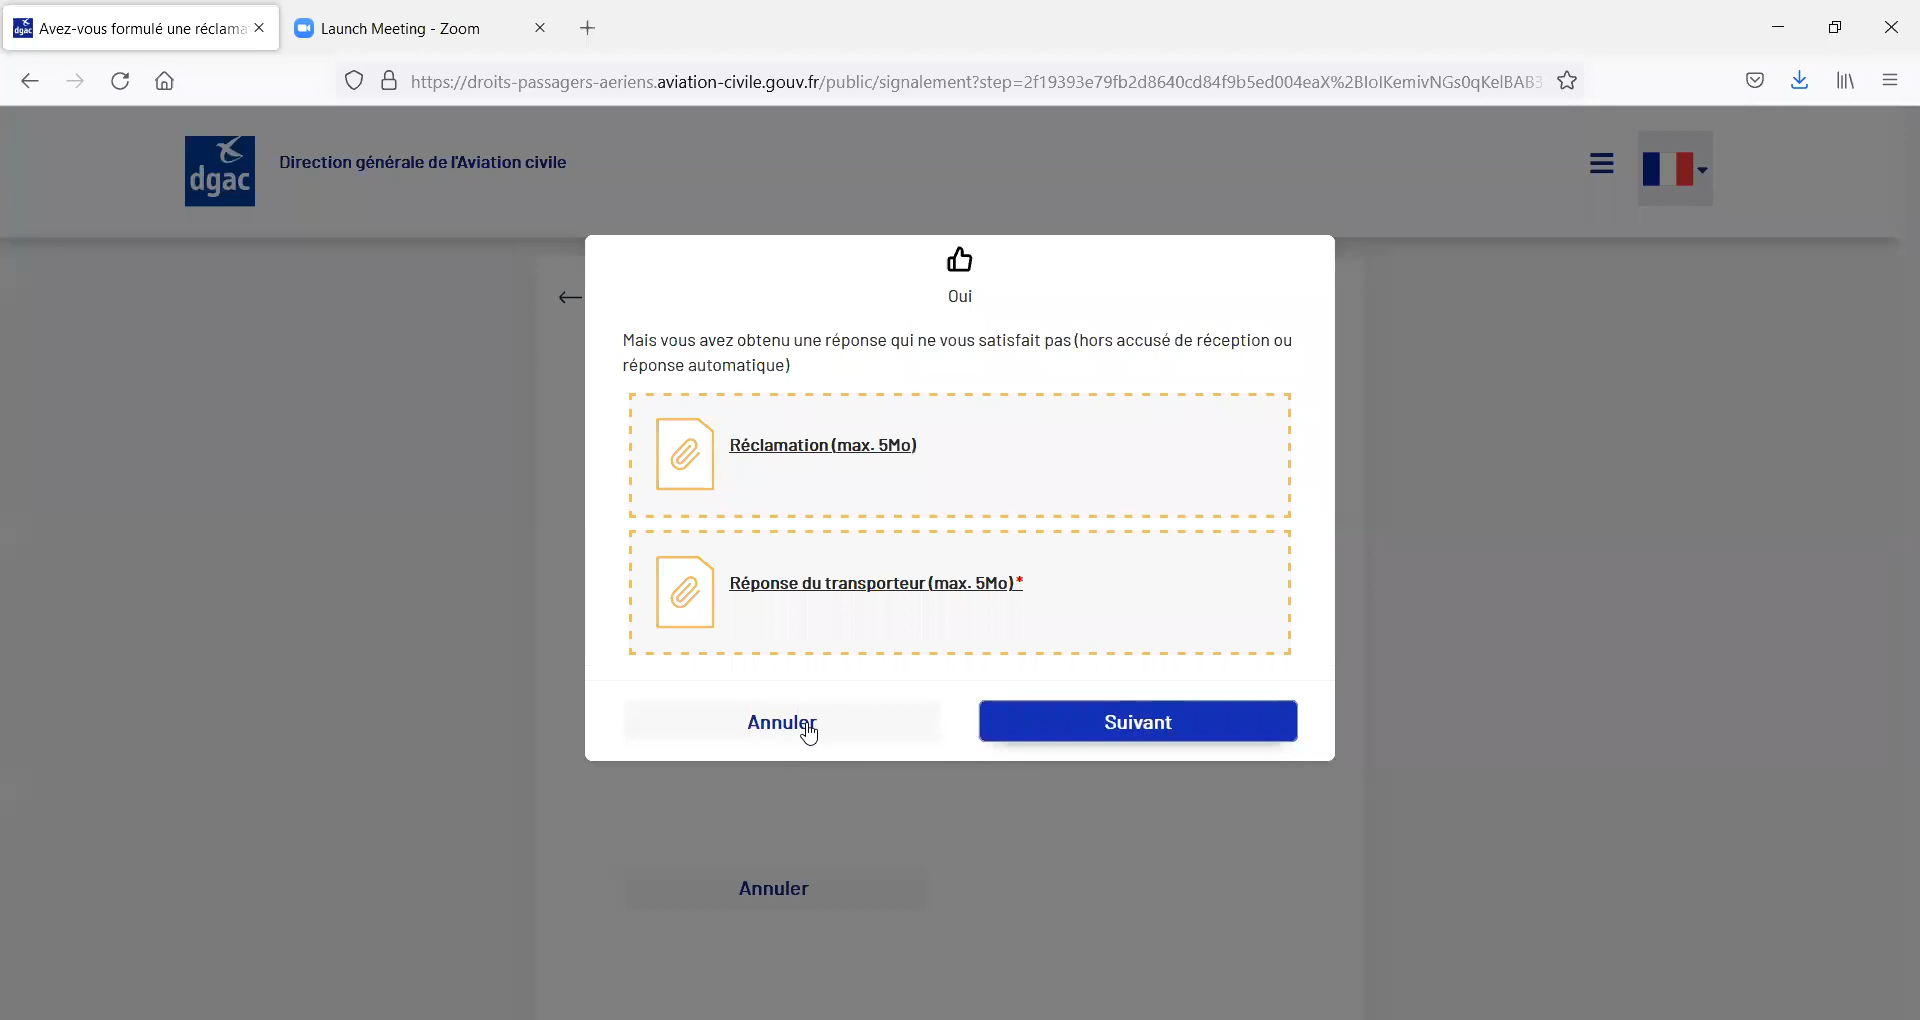 Avez-vous formulé une réclama
Launch Meeting - Zoom
https://droits-passagers-aeriens.aviation-civile.gouv.fr/public/signalement?step=2f19393e79fb2d8640cd84f9b5ed004eaX%2BIoIKemivNGs0qKelBAB3
dgac
Direction générale de l'Aviation civile
Oui
Mais vous avez obtenu une réponse qui ne vous satisfait pas (hors accusé de réception ou
réponse automatique)
Réclamation (max. 5Mo)
Réponse du transporteur (max. 5Mo)*
Annuler
Suivant
Annuler